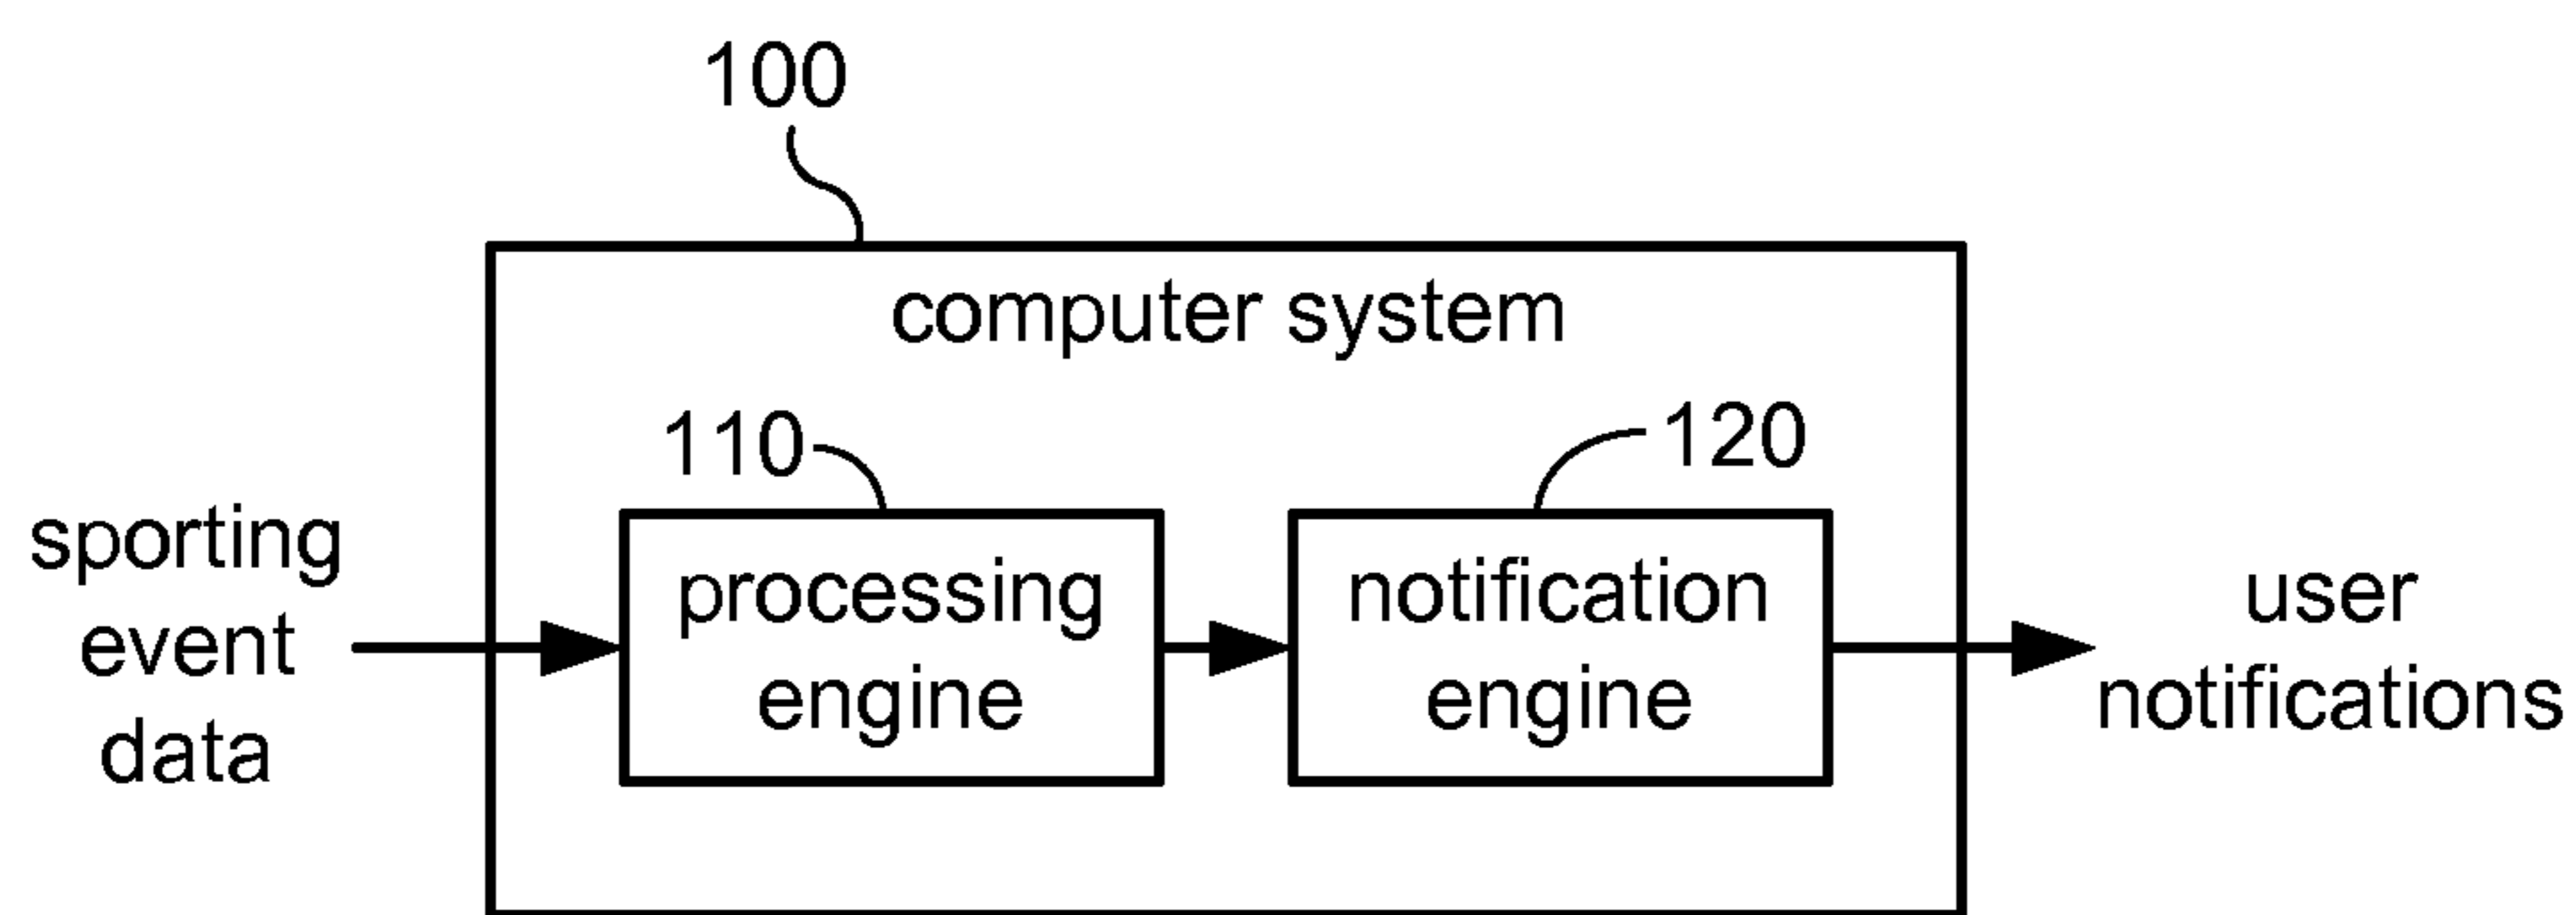 100
computer system
110
120
sporting
event
data
processing
engine
notification
engine
user
notifications